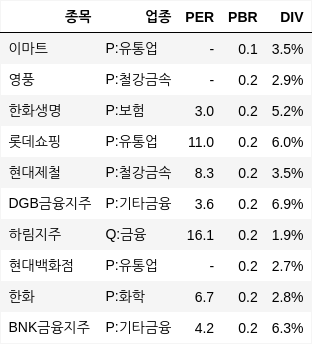 종목 업종 PER PBR DIV
이마트 P:유통업 - 0.1 3.5%
영풍 P:철강금속 - 0.2 2.9%
한화생명 P:보험 3.0 0.2 5.2%
롯데쇼핑 P:유통업 11.0 0.2 6.0%
현대제철 P:철강금속 8.3 0.2 3.5%
DGB금융지주 P:기타금융 3.6 0.2 6.9%
하림지주 Q:금융 16.1 0.2 1.9%
현대백화점 P:유통업 - 0.2 2.7%
한화 P:화학 6.7 0.2 2.8%
BNK금융지주 P:기타금융 4.2 0.2 6.3%